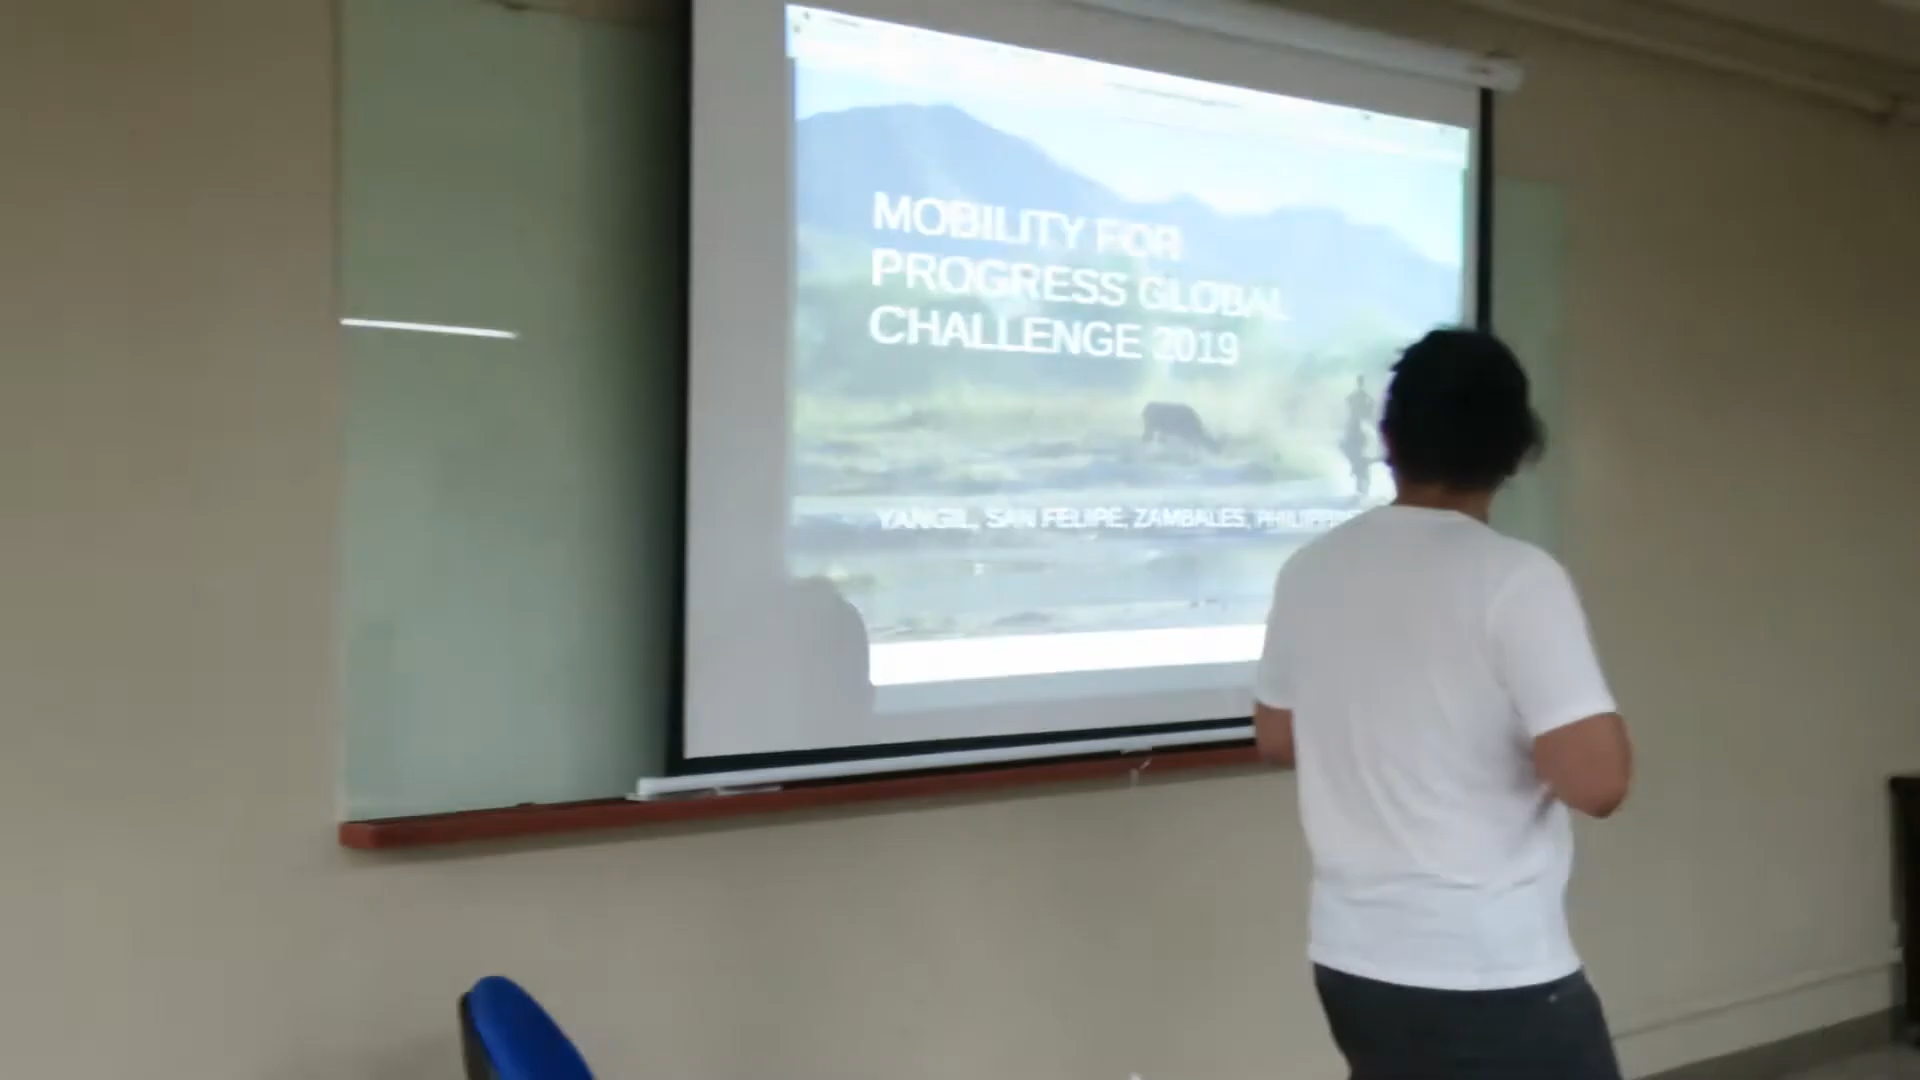 MOBILITY FOR
PROGRESS GLOBAL
CHALLENGE 2019
YANGIL, SAN FELIPE, ZAMBALES,